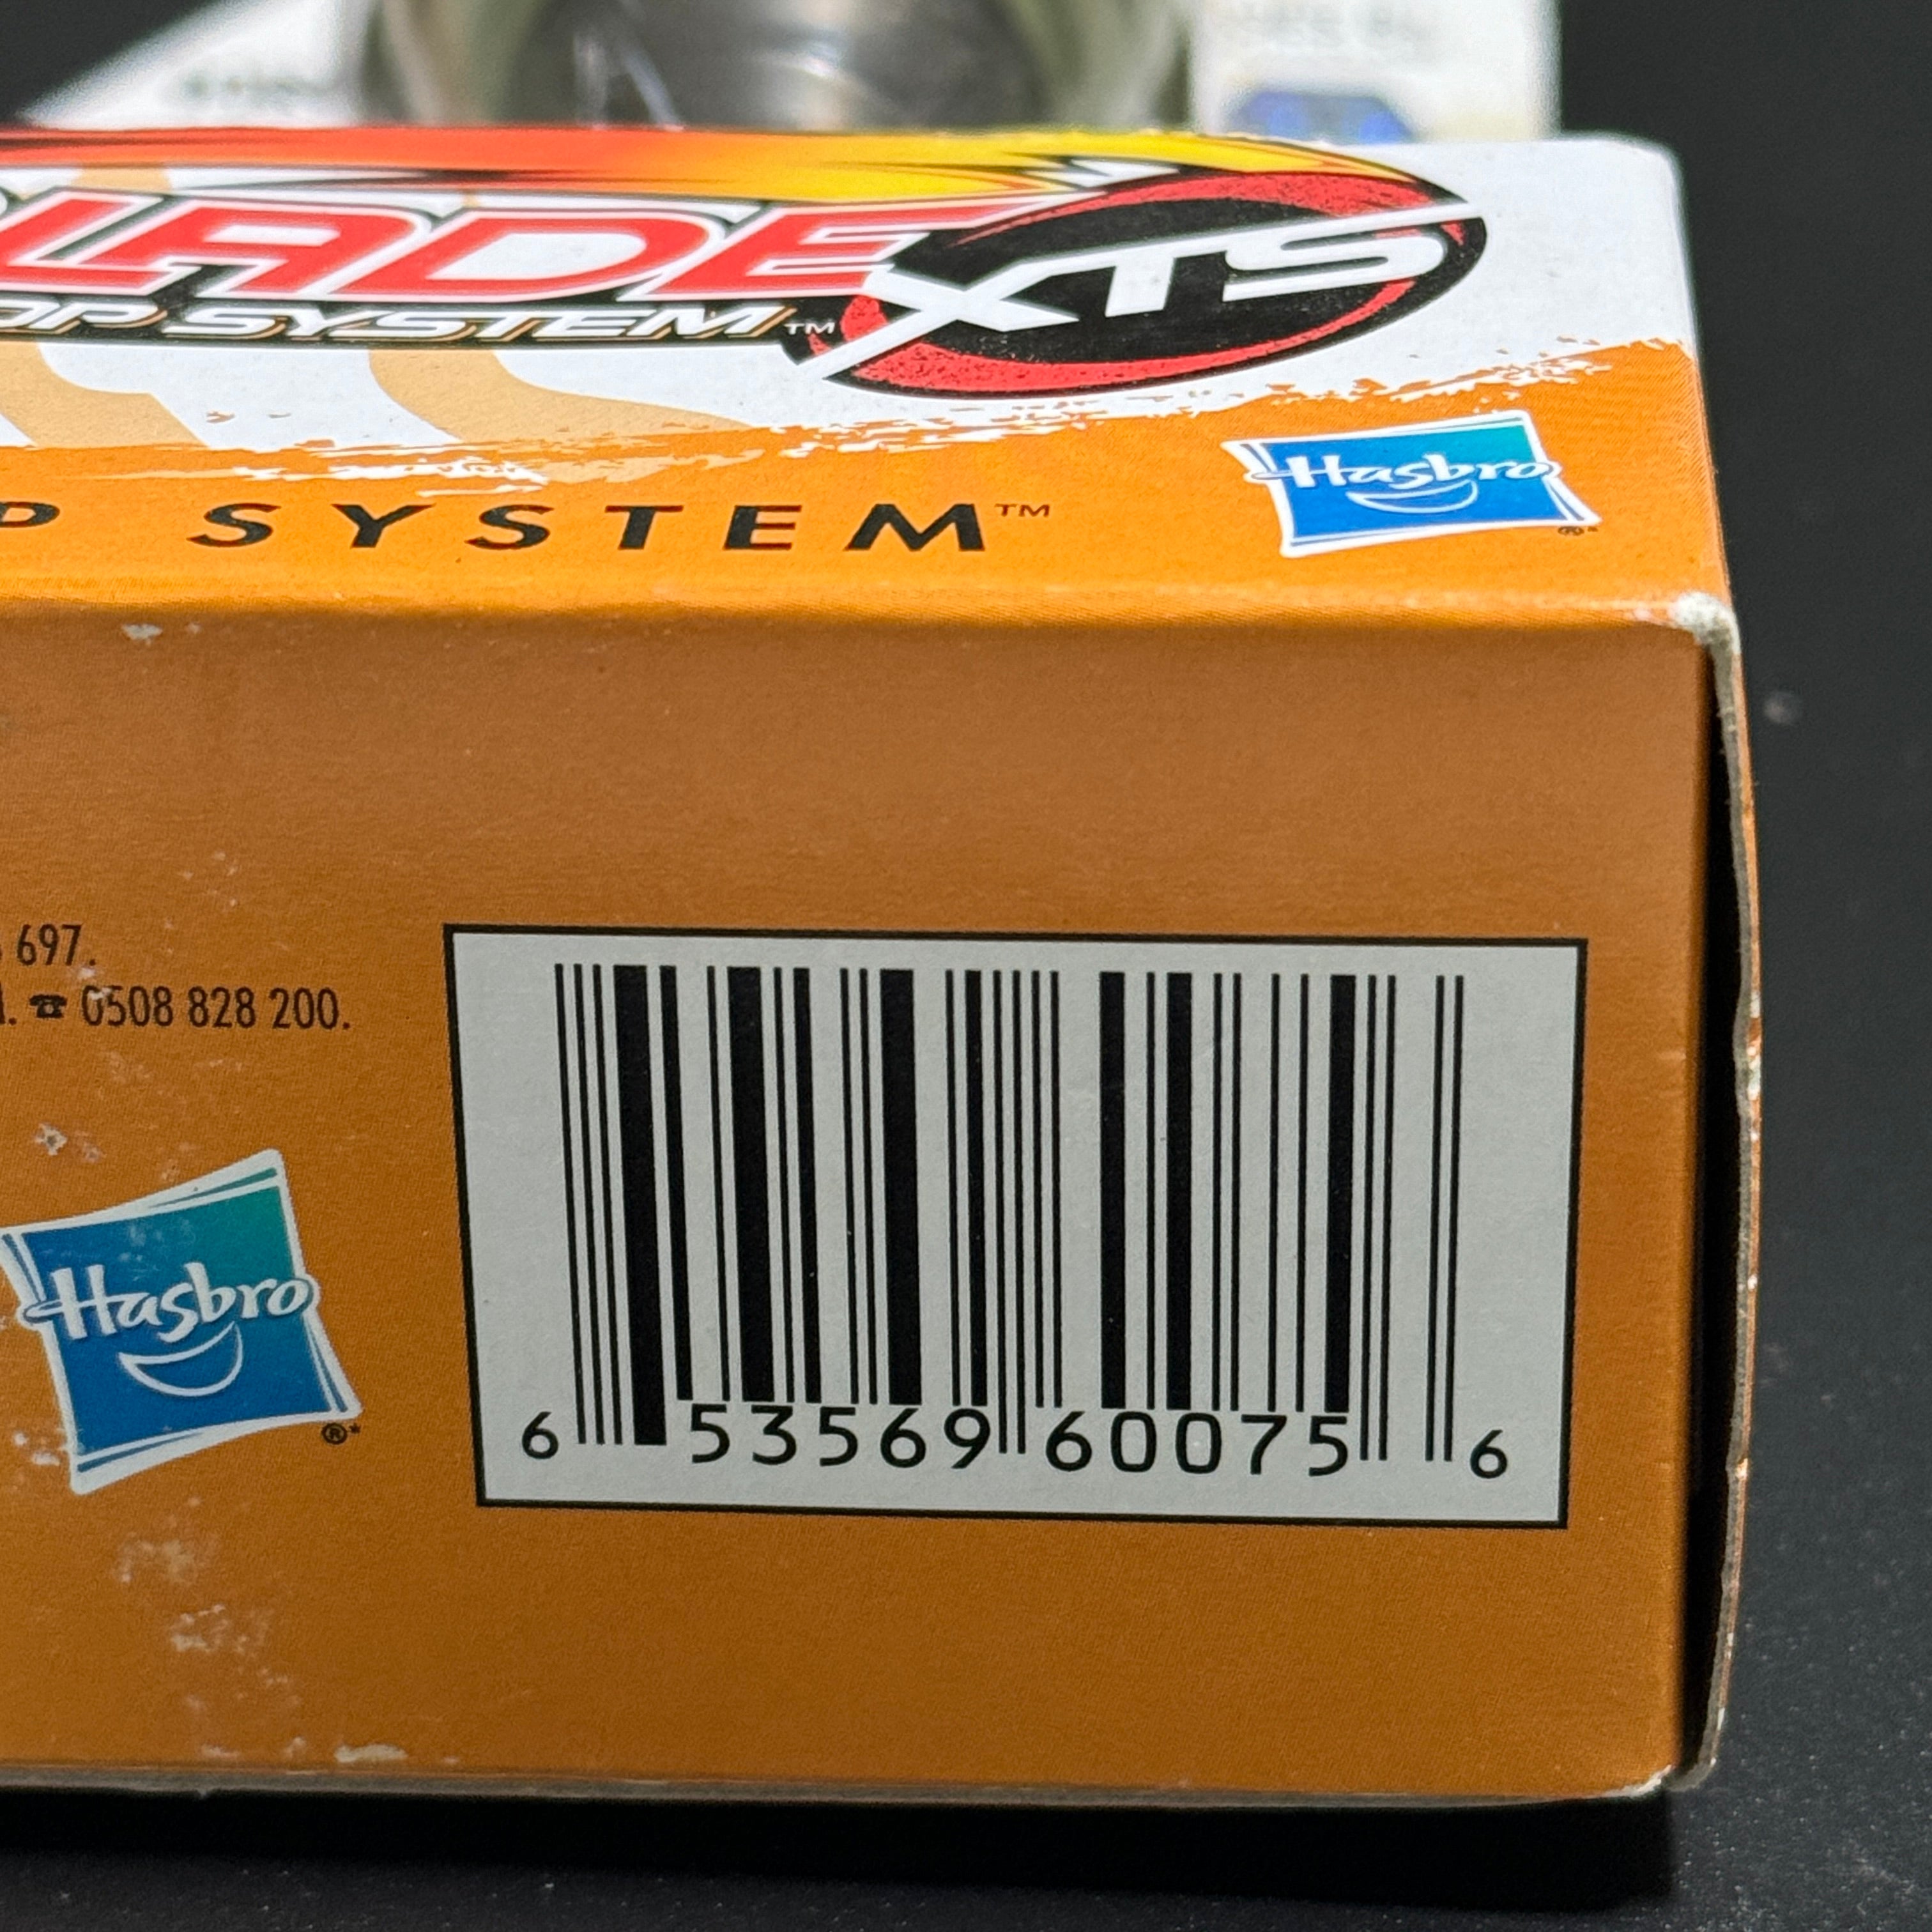 LADE XTS
OP SYSTEM™
P SYSTEM™
Hasbro
®*
697.
☎ 0508 828 200.
Hasbro
®*
6 53569 60075 6